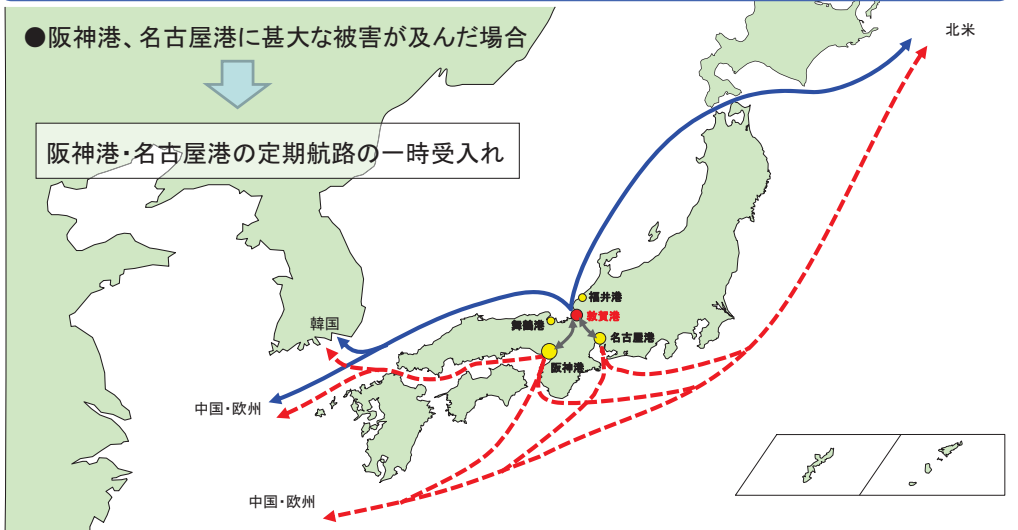 ●阪神港、名古屋港に甚大な被害が及んだ場合
北米
阪神港・名古屋港の定期航路の一時受入れ
福井港
敦賀港
韓国
舞鶴港
名古屋港
阪神港
中国・欧州
中国・欧州